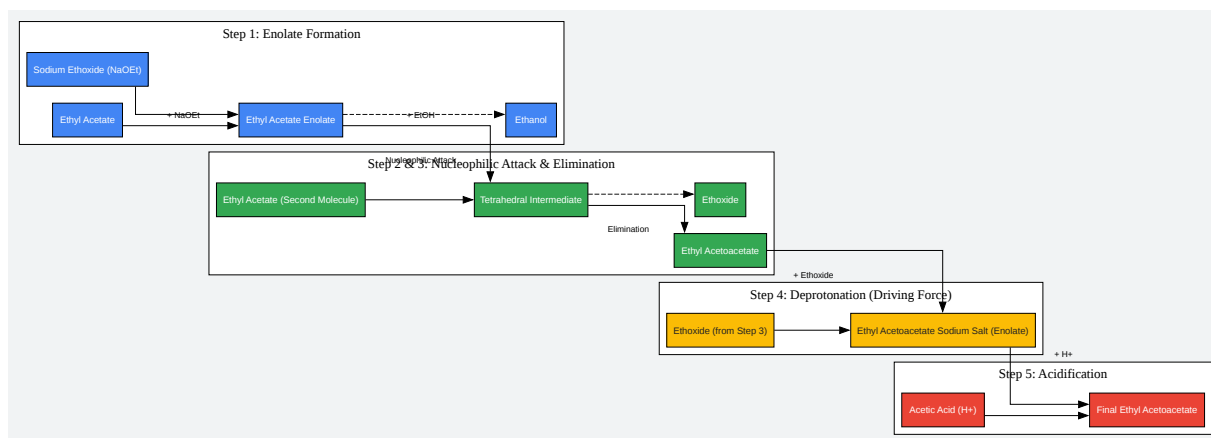 Step 1: Enolate Formation
Sodium Ethoxide (NaOEt)
Ethyl Acetate
+ NaOEt
Ethyl Acetate Enolate
+ EtOH
Ethanol
Nucleophilic Attack
Step 2 & 3: Nucleophilic Attack & Elimination
Ethyl Acetate (Second Molecule)
Tetrahedral Intermediate
Ethoxide
Elimination
Ethyl Acetoacetate
+ Ethoxide
Step 4: Deprotonation (Driving Force)
Ethoxide (from Step 3)
Ethyl Acetoacetate Sodium Salt (Enolate)
+ H+
Step 5: Acidification
Acetic Acid (H+)
Final Ethyl Acetoacetate